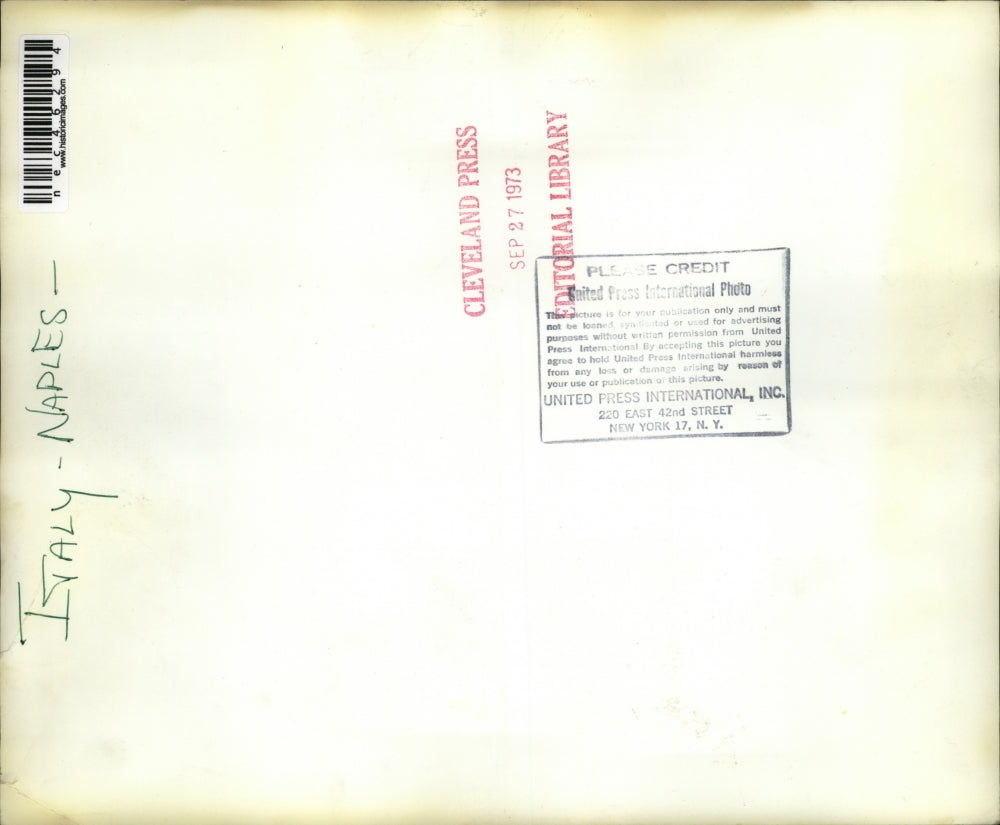 nec46294
www.historicimages.com
ITALY - NAPLES -
CLEVELAND PRESS
SEP 27 1973
EDITORIAL LIBRARY
PLEASE CREDIT
United Press International Photo
This picture is for your publication only and must
not be loaned, syndicated or used for advertising
purposes without written permission from United
Press International By accepting this picture you
agree to hold United Press International harmless
from any loss or damage arising by reason of
your use or publication of this picture.
UNITED PRESS INTERNATIONAL, INC.
220 EAST 42nd STREET
NEW YORK 17, N. Y.